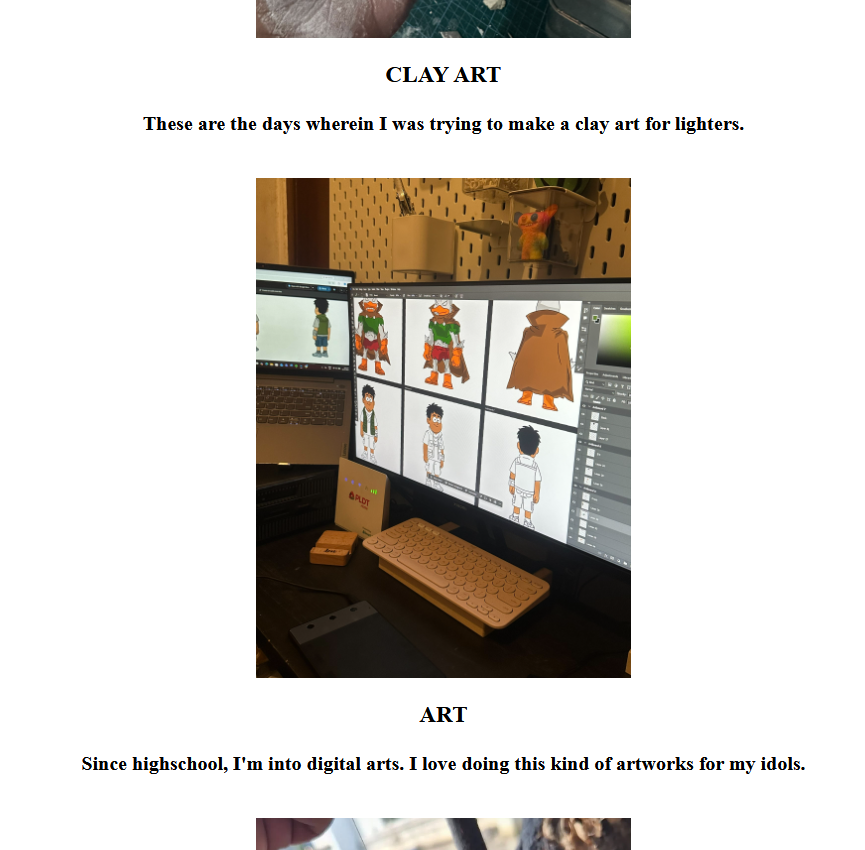 CLAY ART
These are the days wherein I was trying to make a clay art for lighters.
PLDT
ART
Since highschool, I'm into digital arts. I love doing this kind of artworks for my idols.